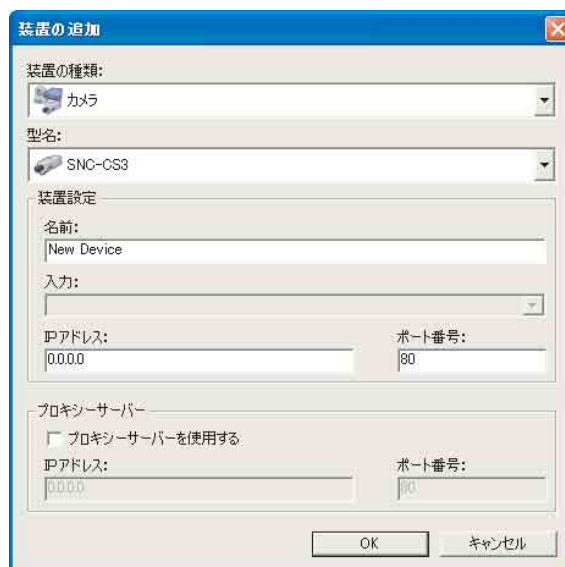 装置の追加
装置の種類:
カメラ
型名:
SNC-CS3
装置設定
名前:
New Device
入力:
IPアドレス: ポート番号:
0.0.0.0 80
プロキシーサーバー
プロキシーサーバーを使用する
IPアドレス: ポート番号:
0.0.0.0 80
OK キャンセル